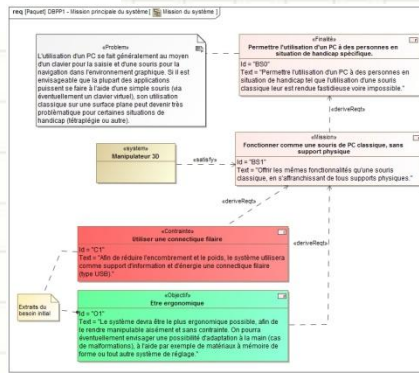 req [Paquet] DBFP1 - Mission principale du système [ Mission du système ]
«Problem»
L'utilisation d'un PC se fait généralement au moyen
d'un clavier pour la saisie et d'une souris pour la
navigation dans l'environnement graphique. Si il est
envisageable que la plupart des applications
puissent se faire à l'aide d'une simple souris (via
éventuellement un clavier virtuel), son utilisation
classique sur une surface plane peut devenir très
problématique pour certaines situations de
handicap (tétraplégie ou autre).
«Finalité»
Permettre l'utilisation d'un PC à des personnes en
situation de handicap spécifique.
Id = "BS0"
Text = "Permettre l'utilisation d'un PC à des personnes en
situation de handicap tel que l'utilisation d'une souris
classique leur est rendue fastidieuse voire impossible."
«deriveReqt»
«system»
Manipulateur 3D
«satisfy»
«Mission»
Fonctionner comme une souris de PC classique, sans
support physique
Id = "BS1"
Text = "Offrir les mêmes fonctionnalités qu'une souris
classique, en s'affranchissant de tous supports physiques."
«deriveReqt»
«deriveReqt»
«Contrainte»
Utiliser une connectique filaire
Id = "C1"
Text = "Afin de réduire l'encombrement et le poids, le système utilisera
comme support d'information et d'énergie une connectique filaire
(type USB)."
Extraits du
besoin initial
«Objectif»
Etre ergonomique
Id = "O1"
Text = "Le système devra être le plus ergonomique possible, afin de
le rendre manipulable aisément et sans contrainte. On pourra
éventuellement envisager une possibilité d'adaptation à la main (cas
de malformations), à l'aide par exemple de matériaux à mémoire de
forme ou tout autre système de réglage."